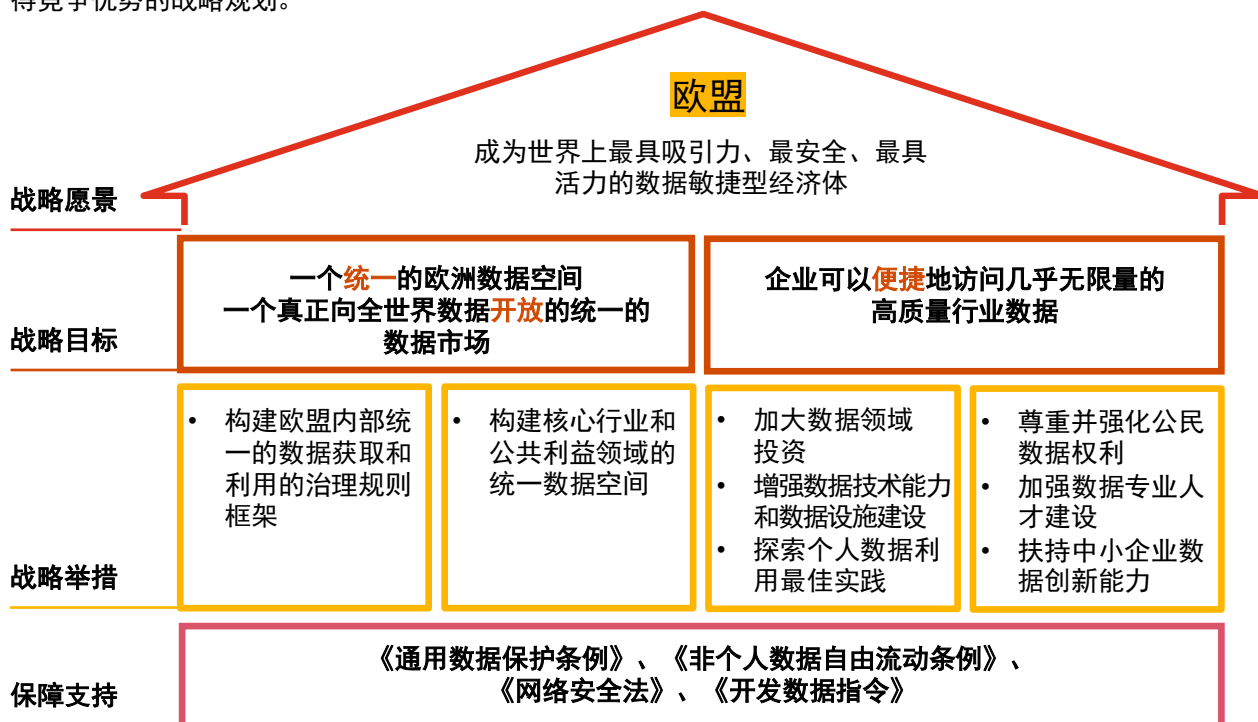 得竞争优势的战略规划。
欧盟
成为世界上最具吸引力、最安全、最具
活力的数据敏捷型经济体
战略愿景
一个统一的欧洲数据空间
一个真正向全世界数据开放的统一的
数据市场
企业可以便捷地访问几乎无限量的
高质量行业数据
战略目标
• 构建欧盟内部统
一的数据获取和
利用的治理规则
框架
• 构建核心行业和
公共利益领域的
统一数据空间
• 加大数据领域
投资
• 增强数据技术能力
和数据设施建设
• 探索个人数据利
用最佳实践
• 尊重并强化公民
数据权利
• 加强数据专业人
才建设
• 扶持中小企业数
据创新能力
战略举措
《通用数据保护条例》、《非个人数据自由流动条例》、
《网络安全法》、《开发数据指令》
保障支持